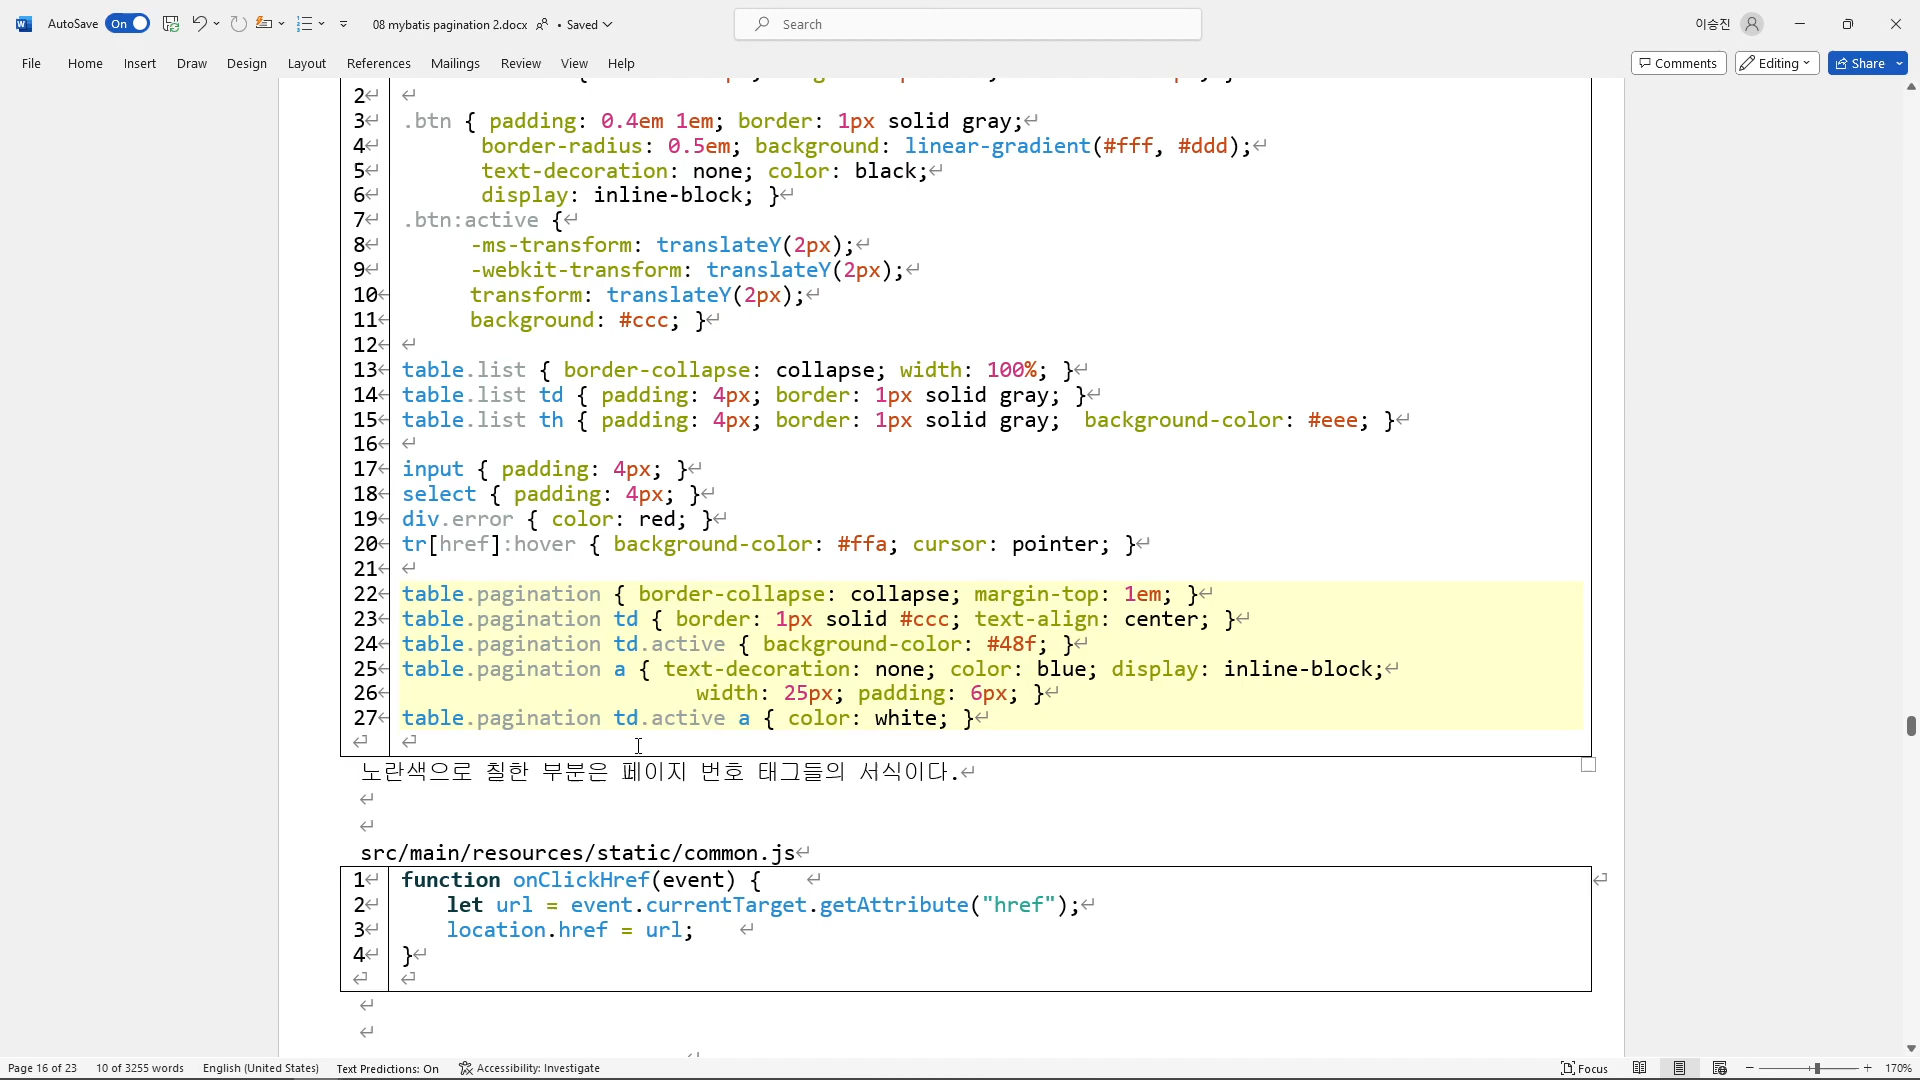 AutoSave On 08 mybatis pagination 2.docx • Saved Search 이승진
File Home Insert Draw Design Layout References Mailings Review View Help Comments Editing Share
2
3 .btn { padding: 0.4em 1em; border: 1px solid gray;
4 border-radius: 0.5em; background: linear-gradient(#fff, #ddd);
5 text-decoration: none; color: black;
6 display: inline-block; }
7 .btn:active {
8 -ms-transform: translateY(2px);
9 -webkit-transform: translateY(2px);
10 transform: translateY(2px);
11 background: #ccc; }
12
13 table.list { border-collapse: collapse; width: 100%; }
14 table.list td { padding: 4px; border: 1px solid gray; }
15 table.list th { padding: 4px; border: 1px solid gray; background-color: #eee; }
16
17 input { padding: 4px; }
18 select { padding: 4px; }
19 div.error { color: red; }
20 tr[href]:hover { background-color: #ffa; cursor: pointer; }
21
22 table.pagination { border-collapse: collapse; margin-top: 1em; }
23 table.pagination td { border: 1px solid #ccc; text-align: center; }
24 table.pagination td.active { background-color: #48f; }
25 table.pagination a { text-decoration: none; color: blue; display: inline-block;
26 width: 25px; padding: 6px; }
27 table.pagination td.active a { color: white; }
노란색으로 칠한 부분은 페이지 번호 태그들의 서식이다.
src/main/resources/static/common.js
1 function onClickHref(event) {
2 let url = event.currentTarget.getAttribute("href");
3 location.href = url;
4 }
Page 16 of 23 10 of 3255 words English (United States) Text Predictions: On Accessibility: Investigate Focus 170%